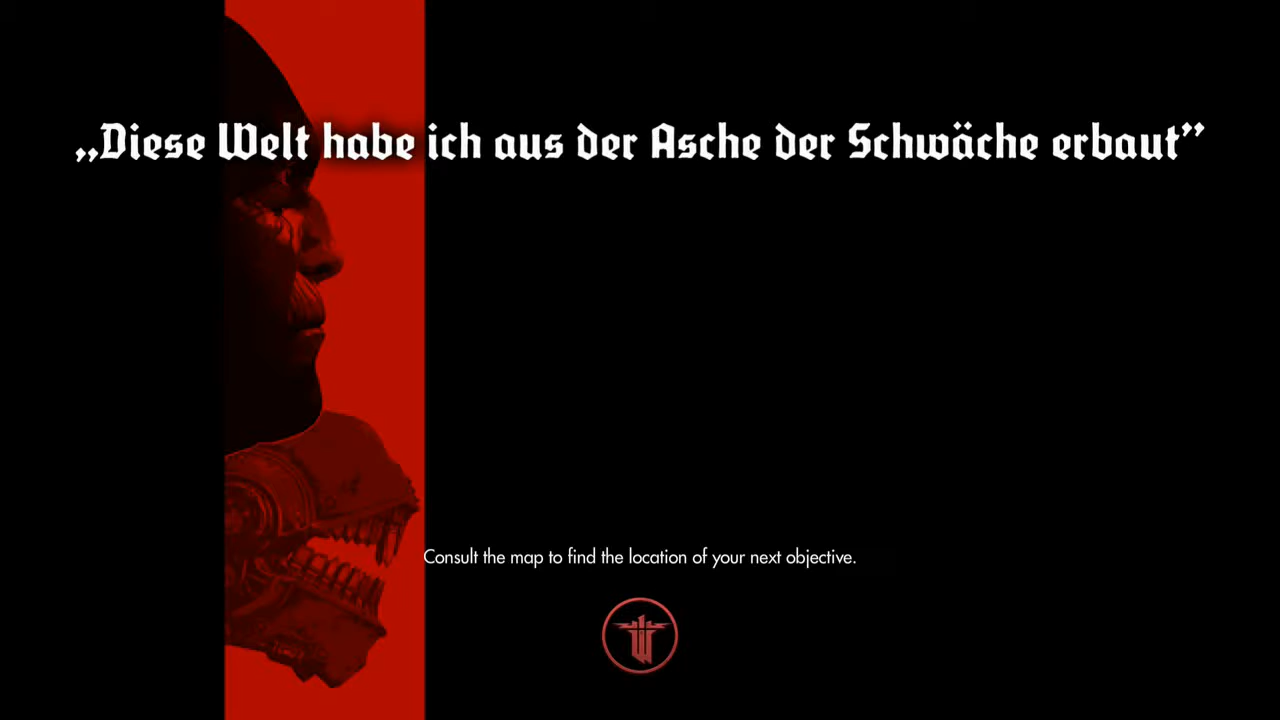 „Diese Welt habe ich aus der Asche der Schwäche erbaut”
Consult the map to find the location of your next objective.